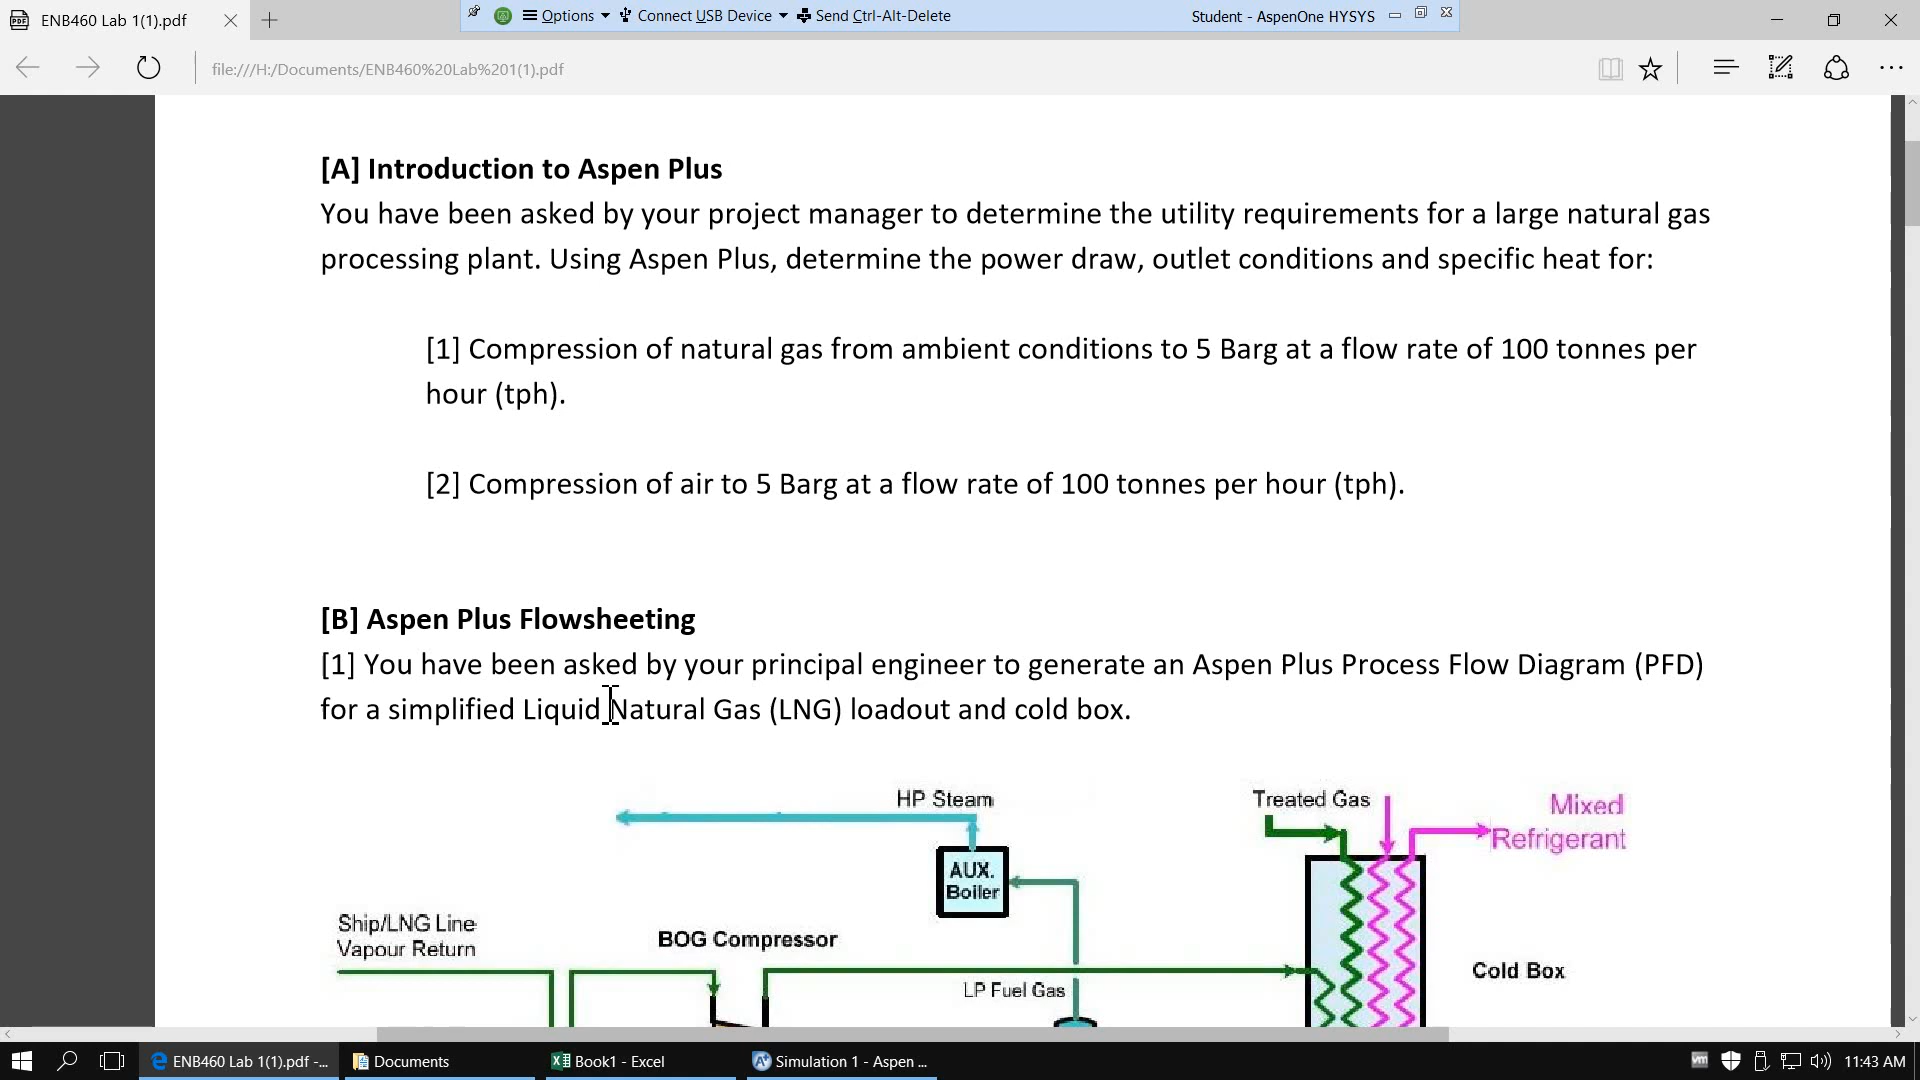 ENB460 Lab 1(1).pdf
Options
Connect USB Device
Send Ctrl-Alt-Delete
Student - AspenOne HYSYS
file:///H:/Documents/ENB460%20Lab%201(1).pdf
[A] Introduction to Aspen Plus
You have been asked by your project manager to determine the utility requirements for a large natural gas
processing plant. Using Aspen Plus, determine the power draw, outlet conditions and specific heat for:
[1] Compression of natural gas from ambient conditions to 5 Barg at a flow rate of 100 tonnes per
hour (tph).
[2] Compression of air to 5 Barg at a flow rate of 100 tonnes per hour (tph).
[B] Aspen Plus Flowsheeting
[1] You have been asked by your principal engineer to generate an Aspen Plus Process Flow Diagram (PFD)
for a simplified Liquid Natural Gas (LNG) loadout and cold box.
HP Steam
Treated Gas
Mixed
Refrigerant
AUX.
Boiler
Ship/LNG Line
Vapour Return
BOG Compressor
Cold Box
LP Fuel Gas
ENB460 Lab 1(1).pdf -...
Documents
Book1 - Excel
Simulation 1 - Aspen ...
11:43 AM